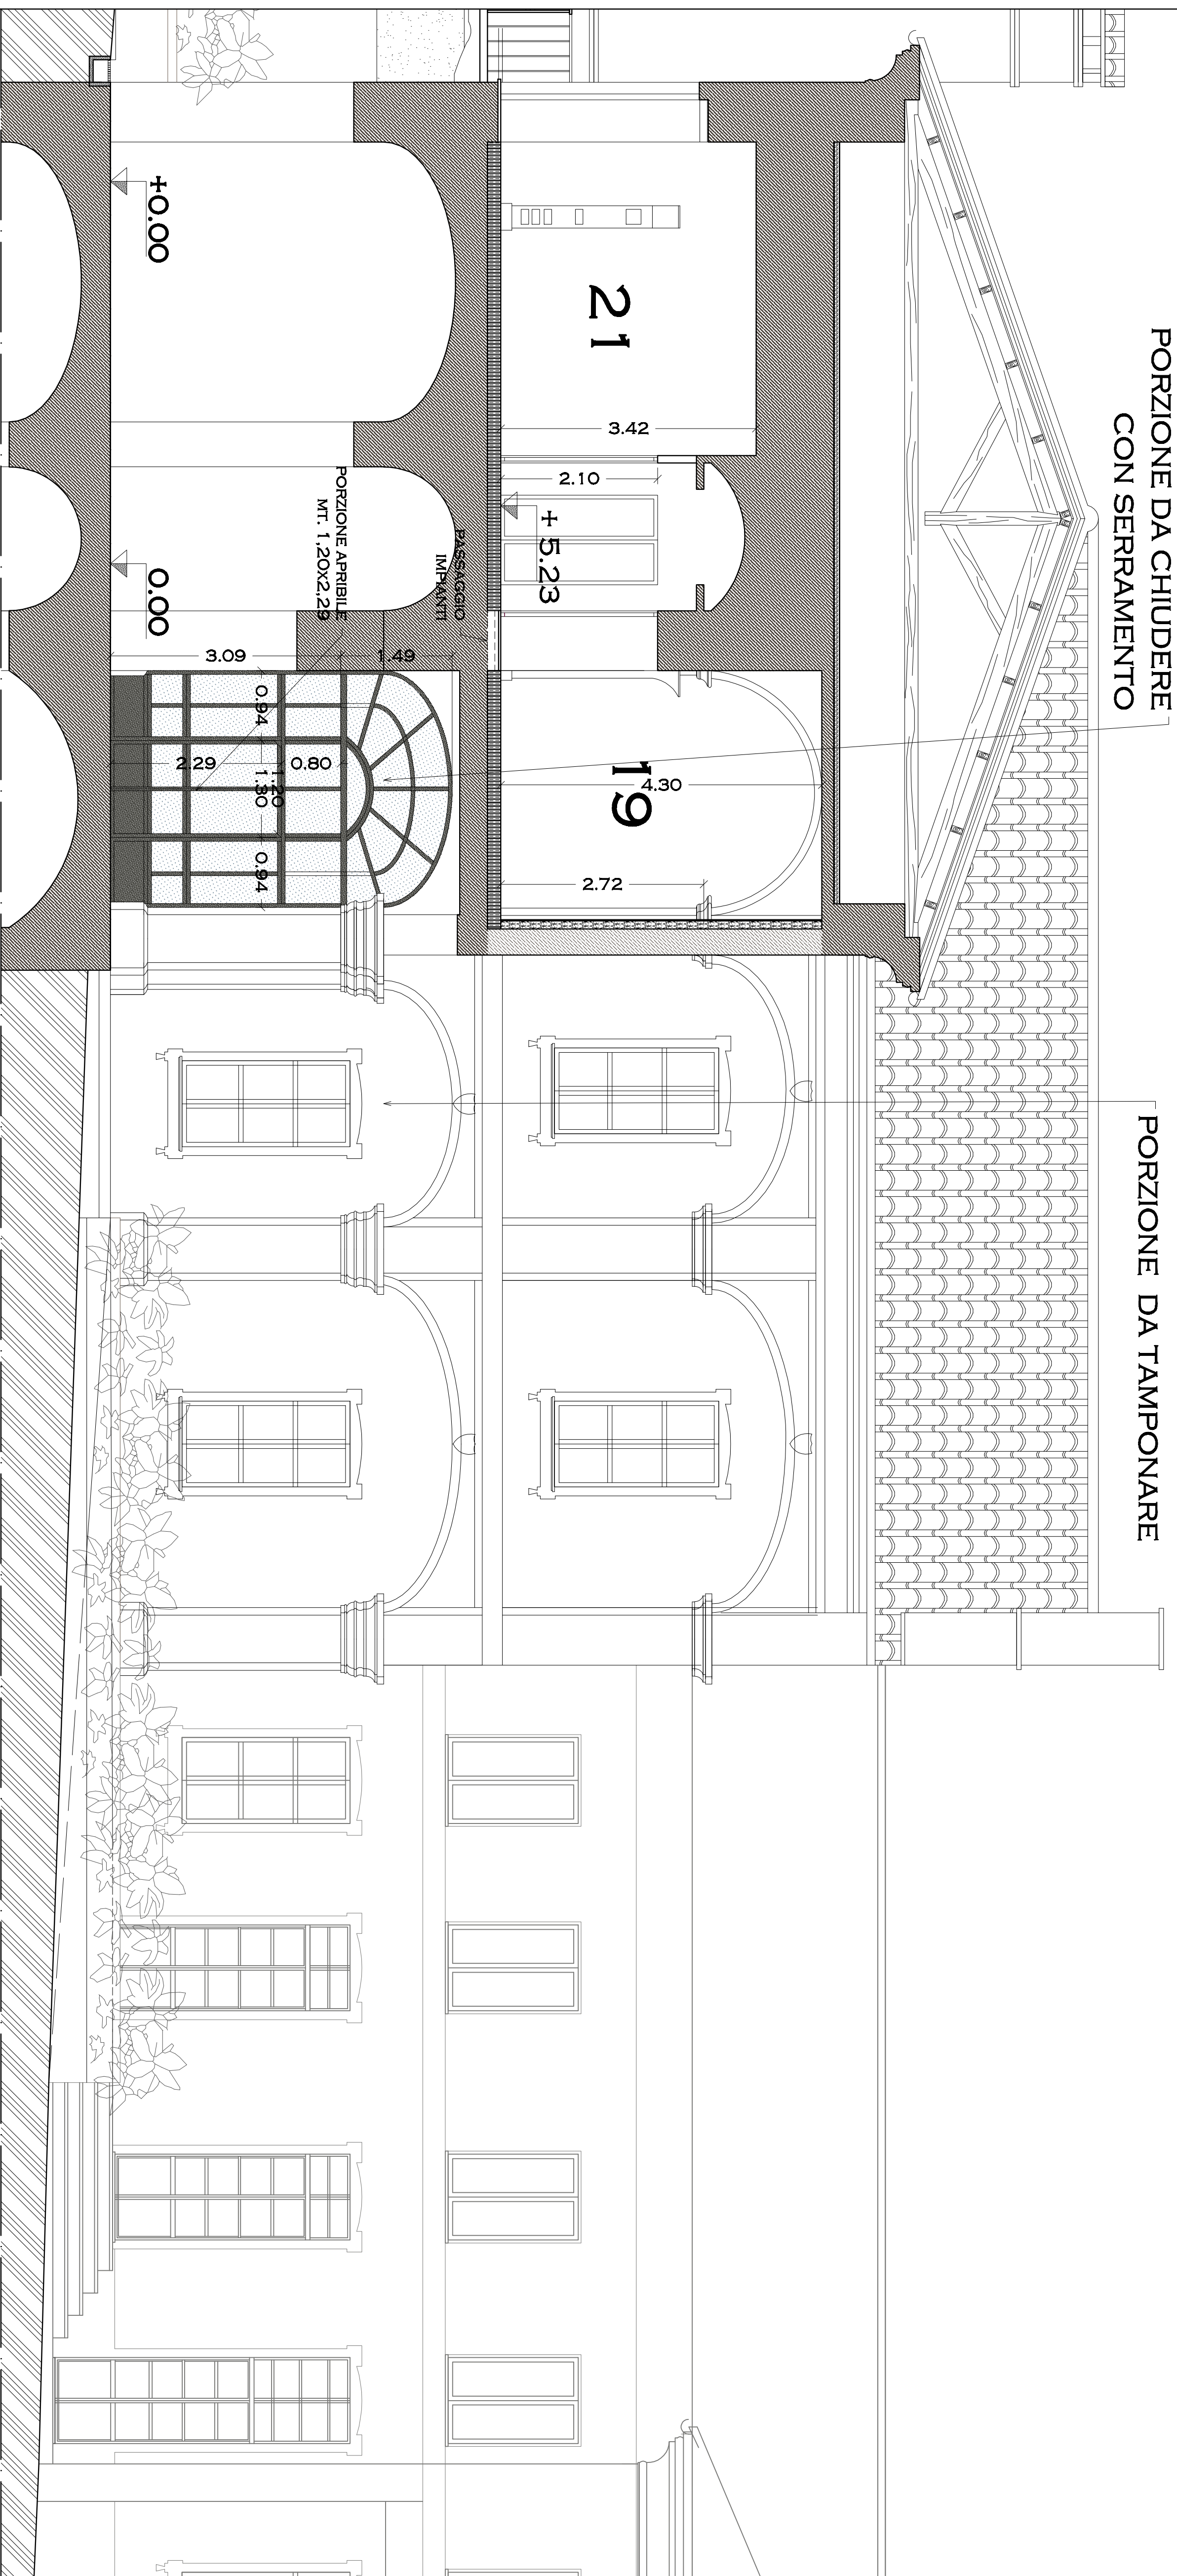 PORZIONE DA CHIUDERE
CON SERRAMENTO
PORZIONE DA TAMPONARE
21
19
3.42
2.10
+ 5.23
4.30
2.72
PASSAGGIO
IMPIANTI
PORZIONE APRIBILE
MT. 1,20x2,29
+0.00
0.00
3.09
1.49
0.94
2.29
0.80
1.20
1.30
0.94